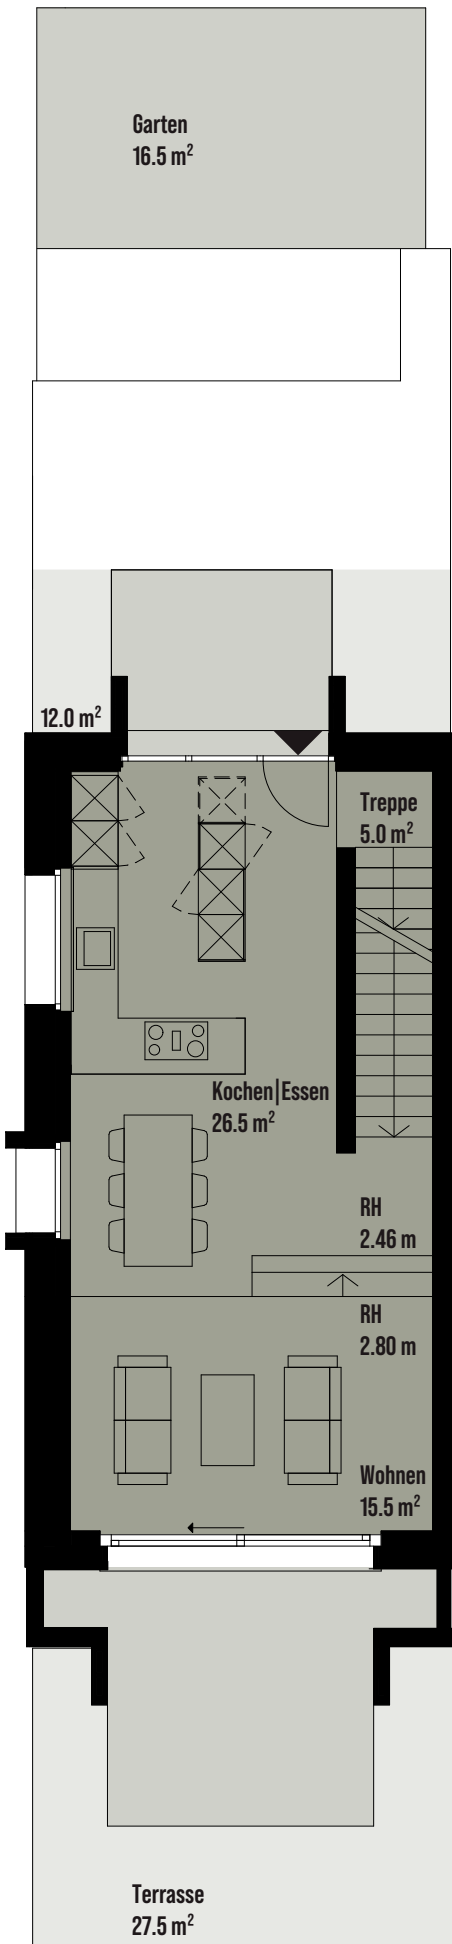 Garten
16.5 m²
12.0 m²
Treppe
5.0 m²
Kochen|Essen
26.5 m²
RH
2.46 m
RH
2.80 m
Wohnen
15.5 m²
Terrasse
27.5 m²